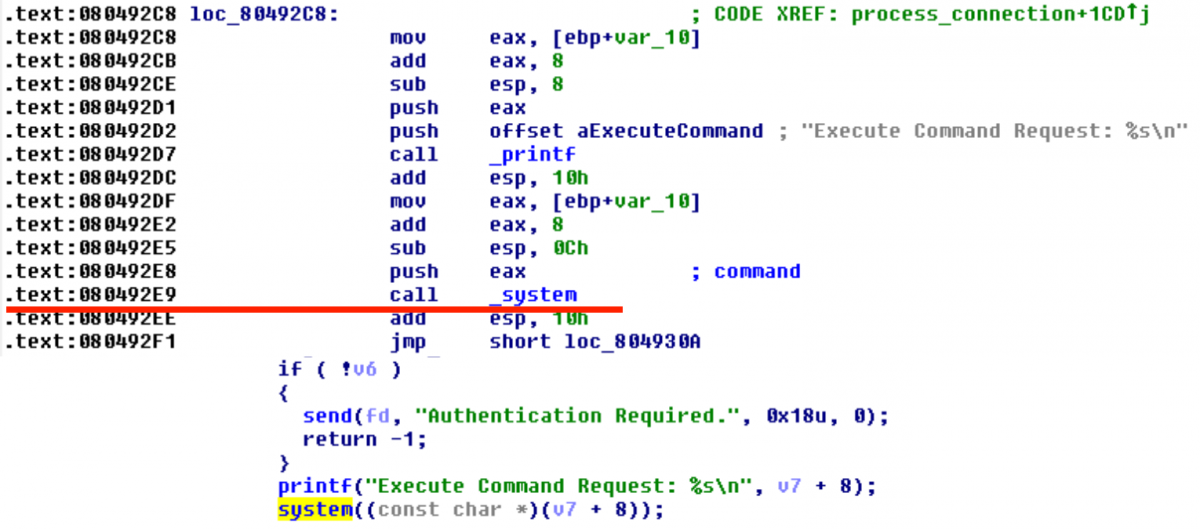 .text:080492C8 loc_80492C8: ; CODE XREF: process_connection+1CD↑j
.text:080492C8 mov eax, [ebp+var_10]
.text:080492CB add eax, 8
.text:080492CE sub esp, 8
.text:080492D1 push eax
.text:080492D2 push offset aExecuteCommand ; "Execute Command Request: %s\n"
.text:080492D7 call _printf
.text:080492DC add esp, 10h
.text:080492DF mov eax, [ebp+var_10]
.text:080492E2 add eax, 8
.text:080492E5 sub esp, 0Ch
.text:080492E8 push eax ; command
.text:080492E9 call _system
.text:080492EE add esp, 10h
.text:080492F1 jmp short loc_804930A
if ( !v6 )
{
send(fd, "Authentication Required.", 0x18u, 0);
return -1;
}
printf("Execute Command Request: %s\n", v7 + 8);
system((const char *)(v7 + 8));